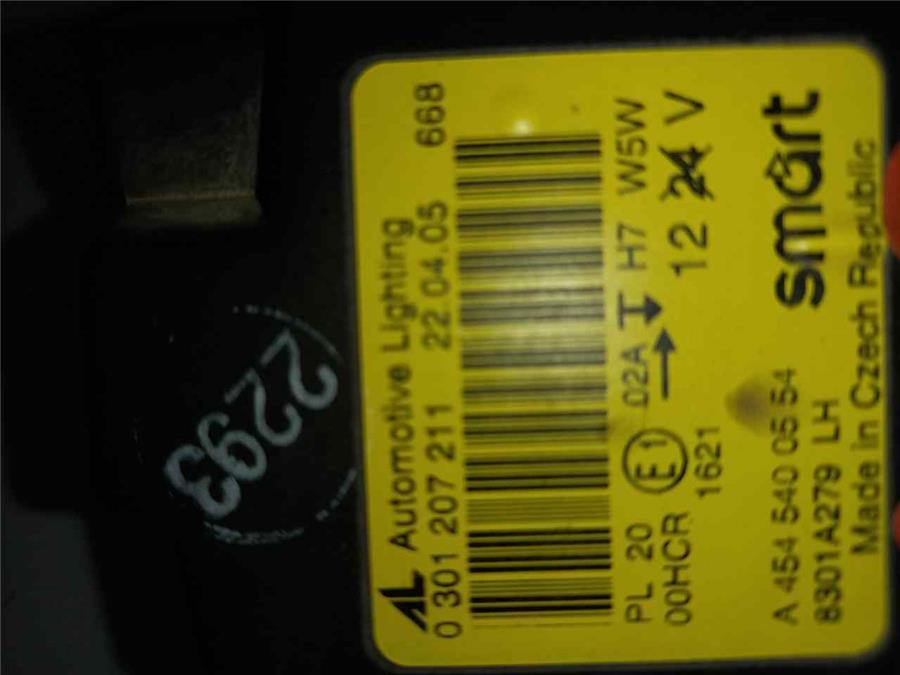 AL Automotive Lighting
0 301 207 211 22.04.05 668
PL 20 E1 02A H7 W5W
00HCR 1621 12 24 V
A 454 540 05 54 smart
8301A279 LH
Made in Czech Republic
2293